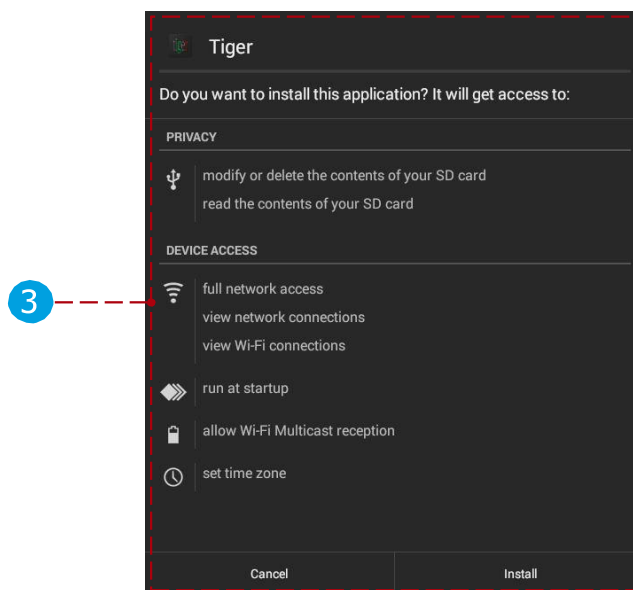 Tiger
Do you want to install this application? It will get access to:
PRIVACY
modify or delete the contents of your SD card
read the contents of your SD card
DEVICE ACCESS
3
full network access
view network connections
view Wi-Fi connections
run at startup
allow Wi-Fi Multicast reception
set time zone
Cancel
Install